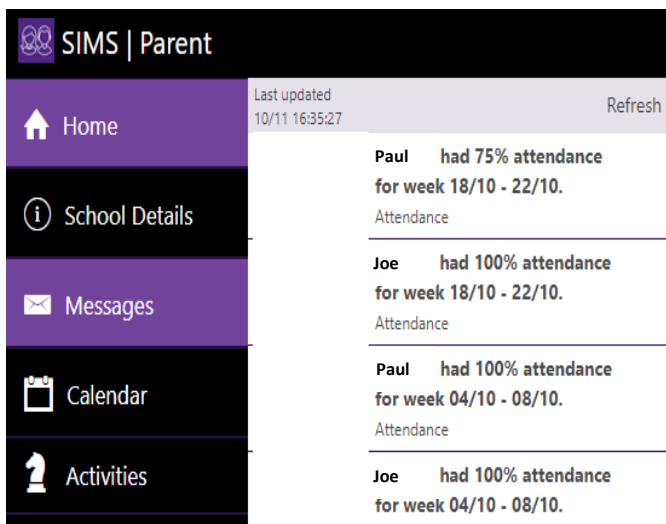 SIMS | Parent
Home
School Details
Messages
Calendar
Activities
Last updated
10/11 16:35:27
Refresh
Paul had 75% attendance
for week 18/10 - 22/10.
Attendance
Joe had 100% attendance
for week 18/10 - 22/10.
Attendance
Paul had 100% attendance
for week 04/10 - 08/10.
Attendance
Joe had 100% attendance
for week 04/10 - 08/10.